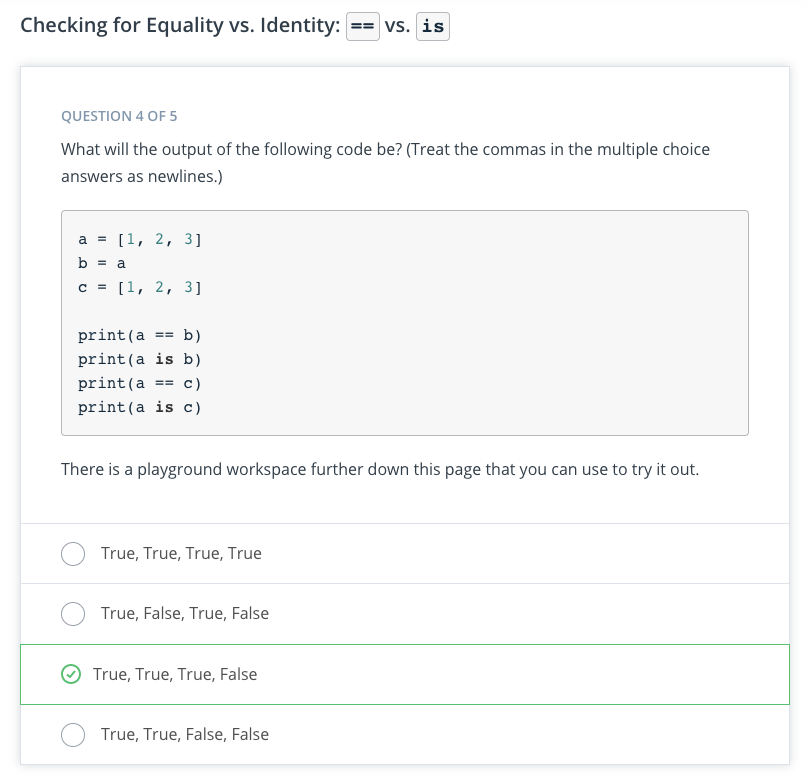 Checking for Equality vs. Identity: == vs. is
QUESTION 4 OF 5
What will the output of the following code be? (Treat the commas in the multiple choice
answers as newlines.)
a = [1, 2, 3]
b = a
c = [1, 2, 3]
print(a == b)
print(a is b)
print(a == c)
print(a is c)
There is a playground workspace further down this page that you can use to try it out.
True, True, True, True
True, False, True, False
True, True, True, False
True, True, False, False